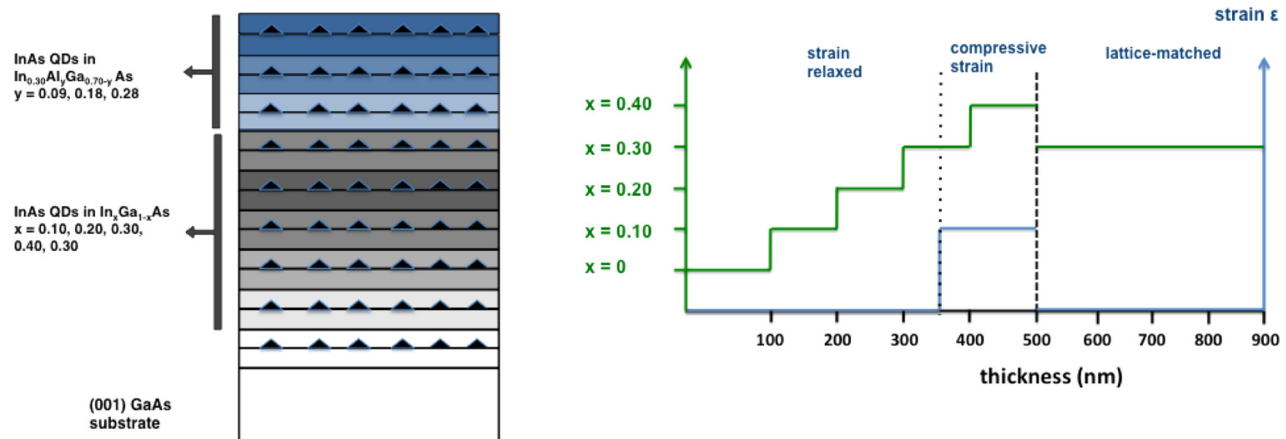 InAs QDs in
In0.30AlyGa0.70-y As
y = 0.09, 0.18, 0.28
InAs QDs in InxGa1-xAs
x = 0.10, 0.20, 0.30,
0.40, 0.30
(001) GaAs
substrate
strain ε
strain
relaxed
compressive
strain
lattice-matched
x = 0.40
x = 0.30
x = 0.20
x = 0.10
x = 0
100 200 300 400 500 600 700 800 900
thickness (nm)